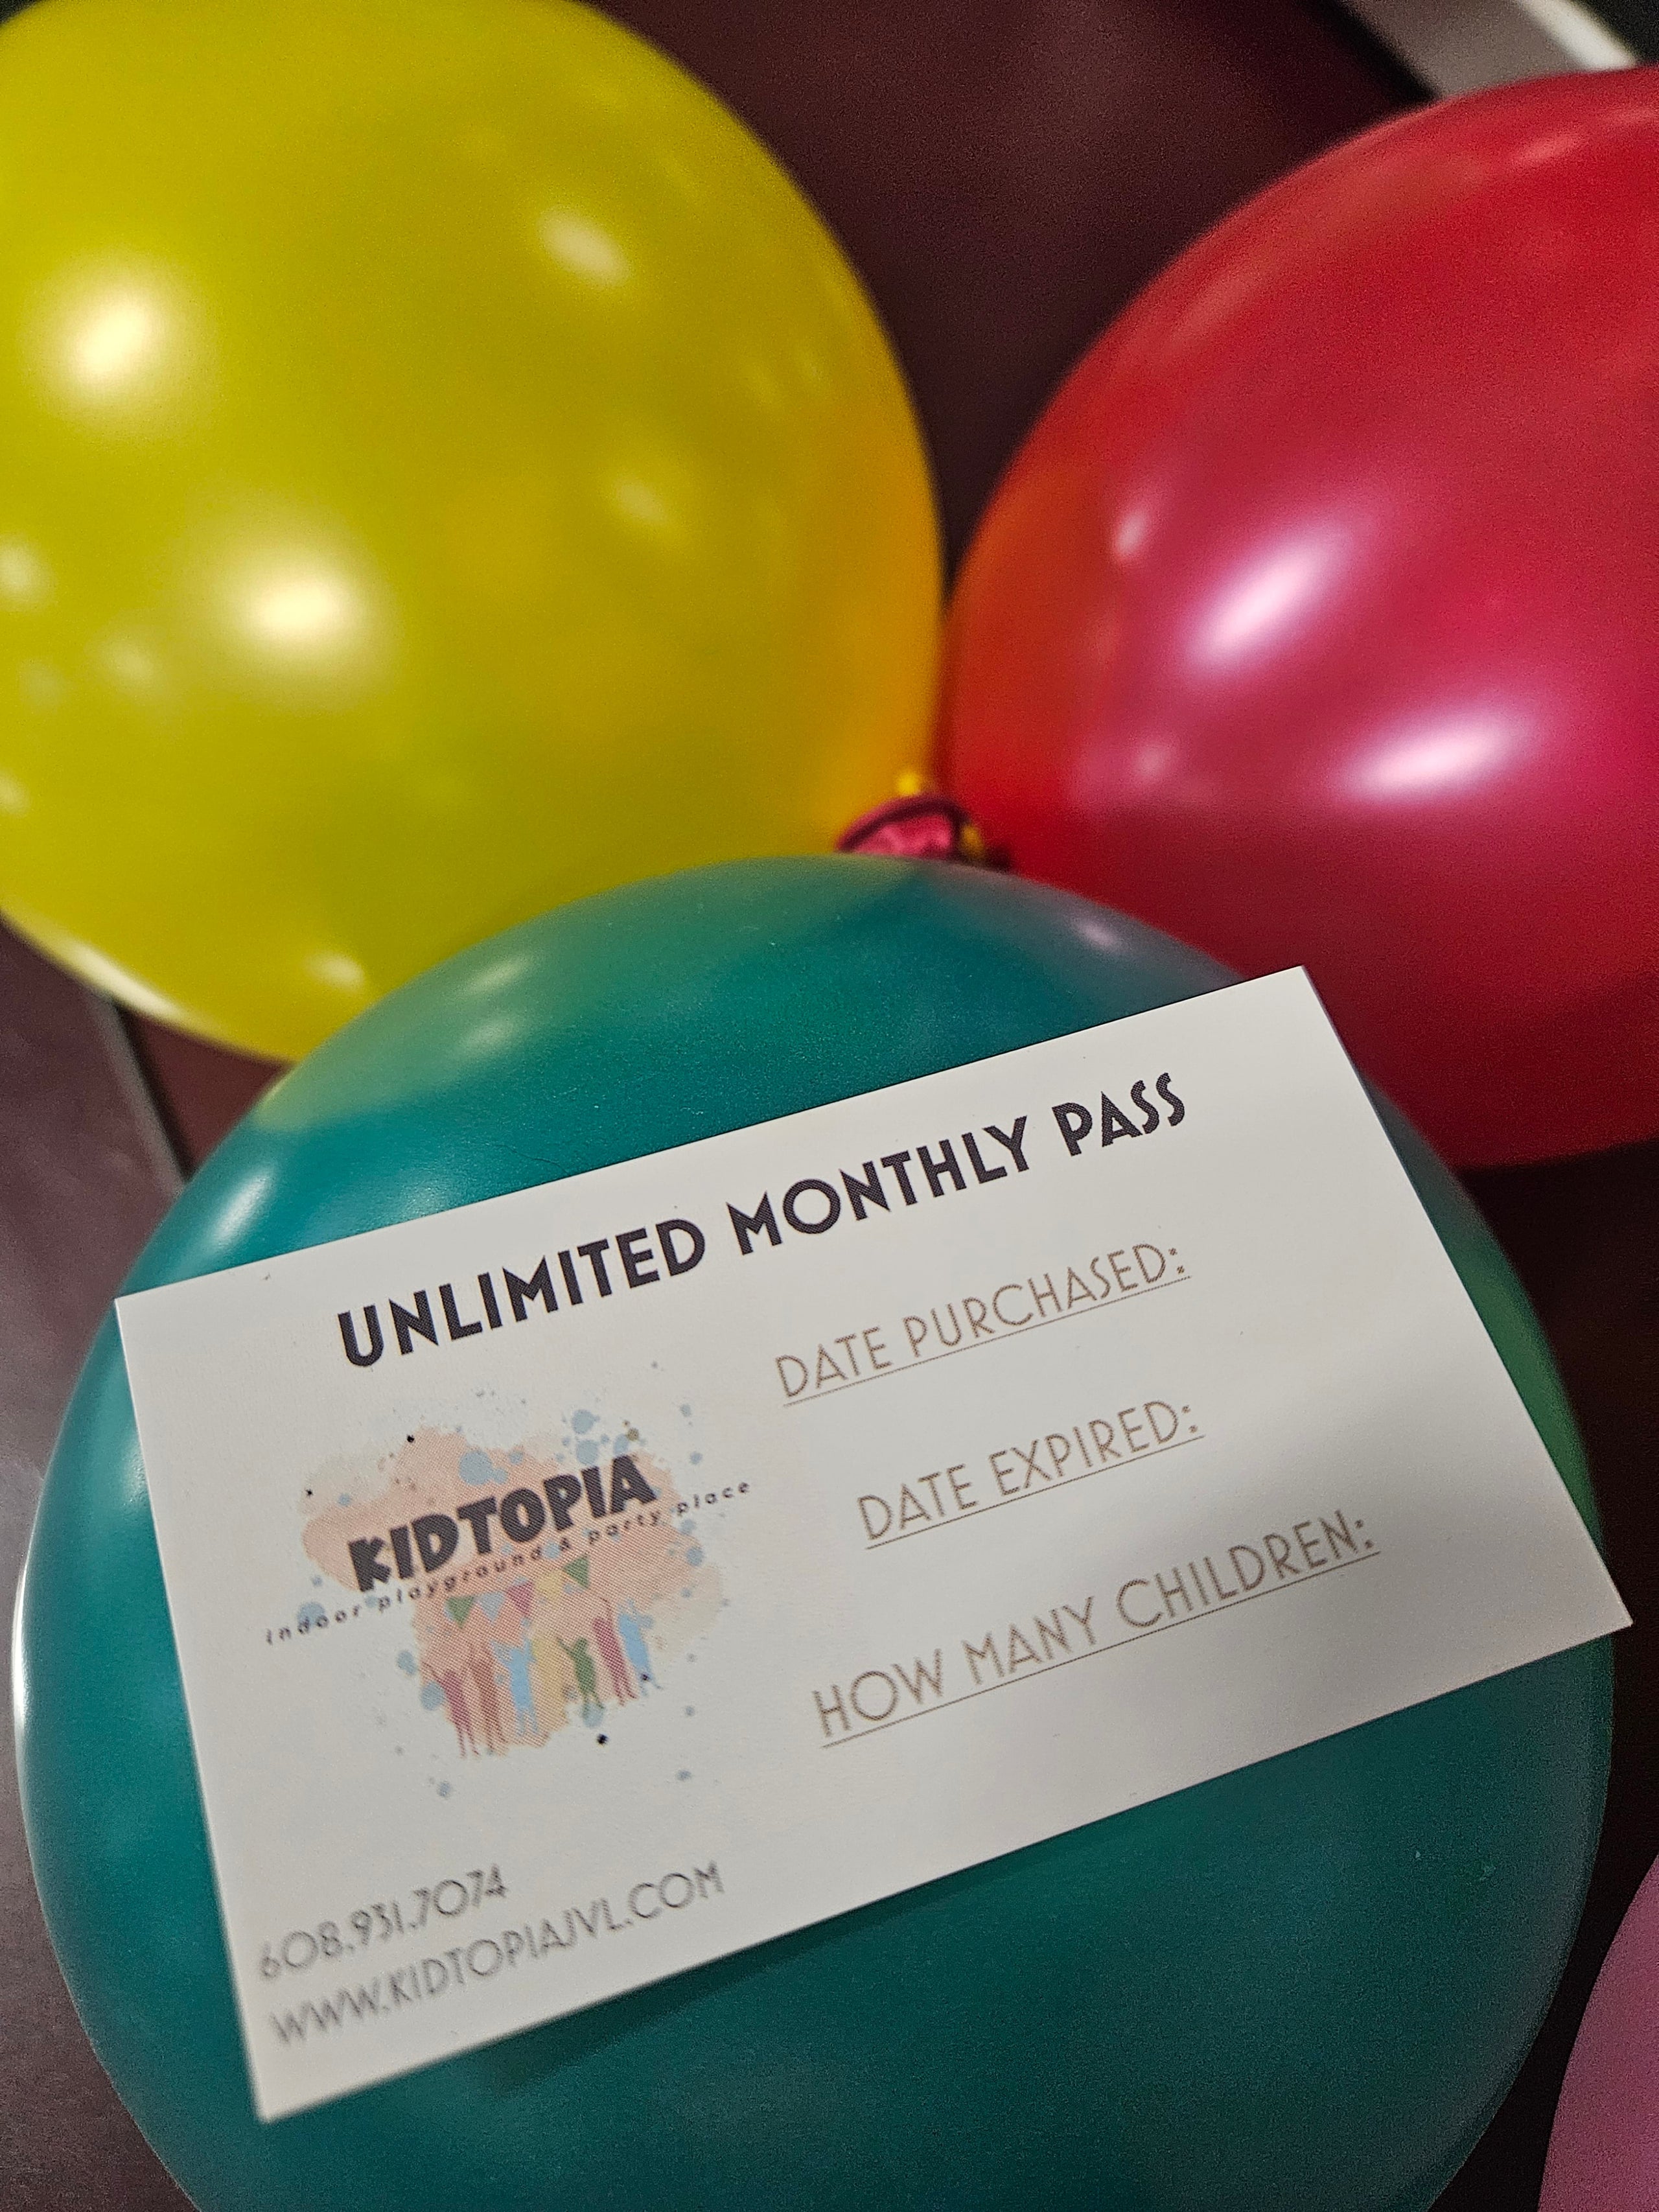 UNLIMITED MONTHLY PASS
KIDTOPIA
indoor playground & party place
DATE PURCHASED:
DATE EXPIRED:
HOW MANY CHILDREN:
608.931.7074
WWW.KIDTOPIAJVL.COM